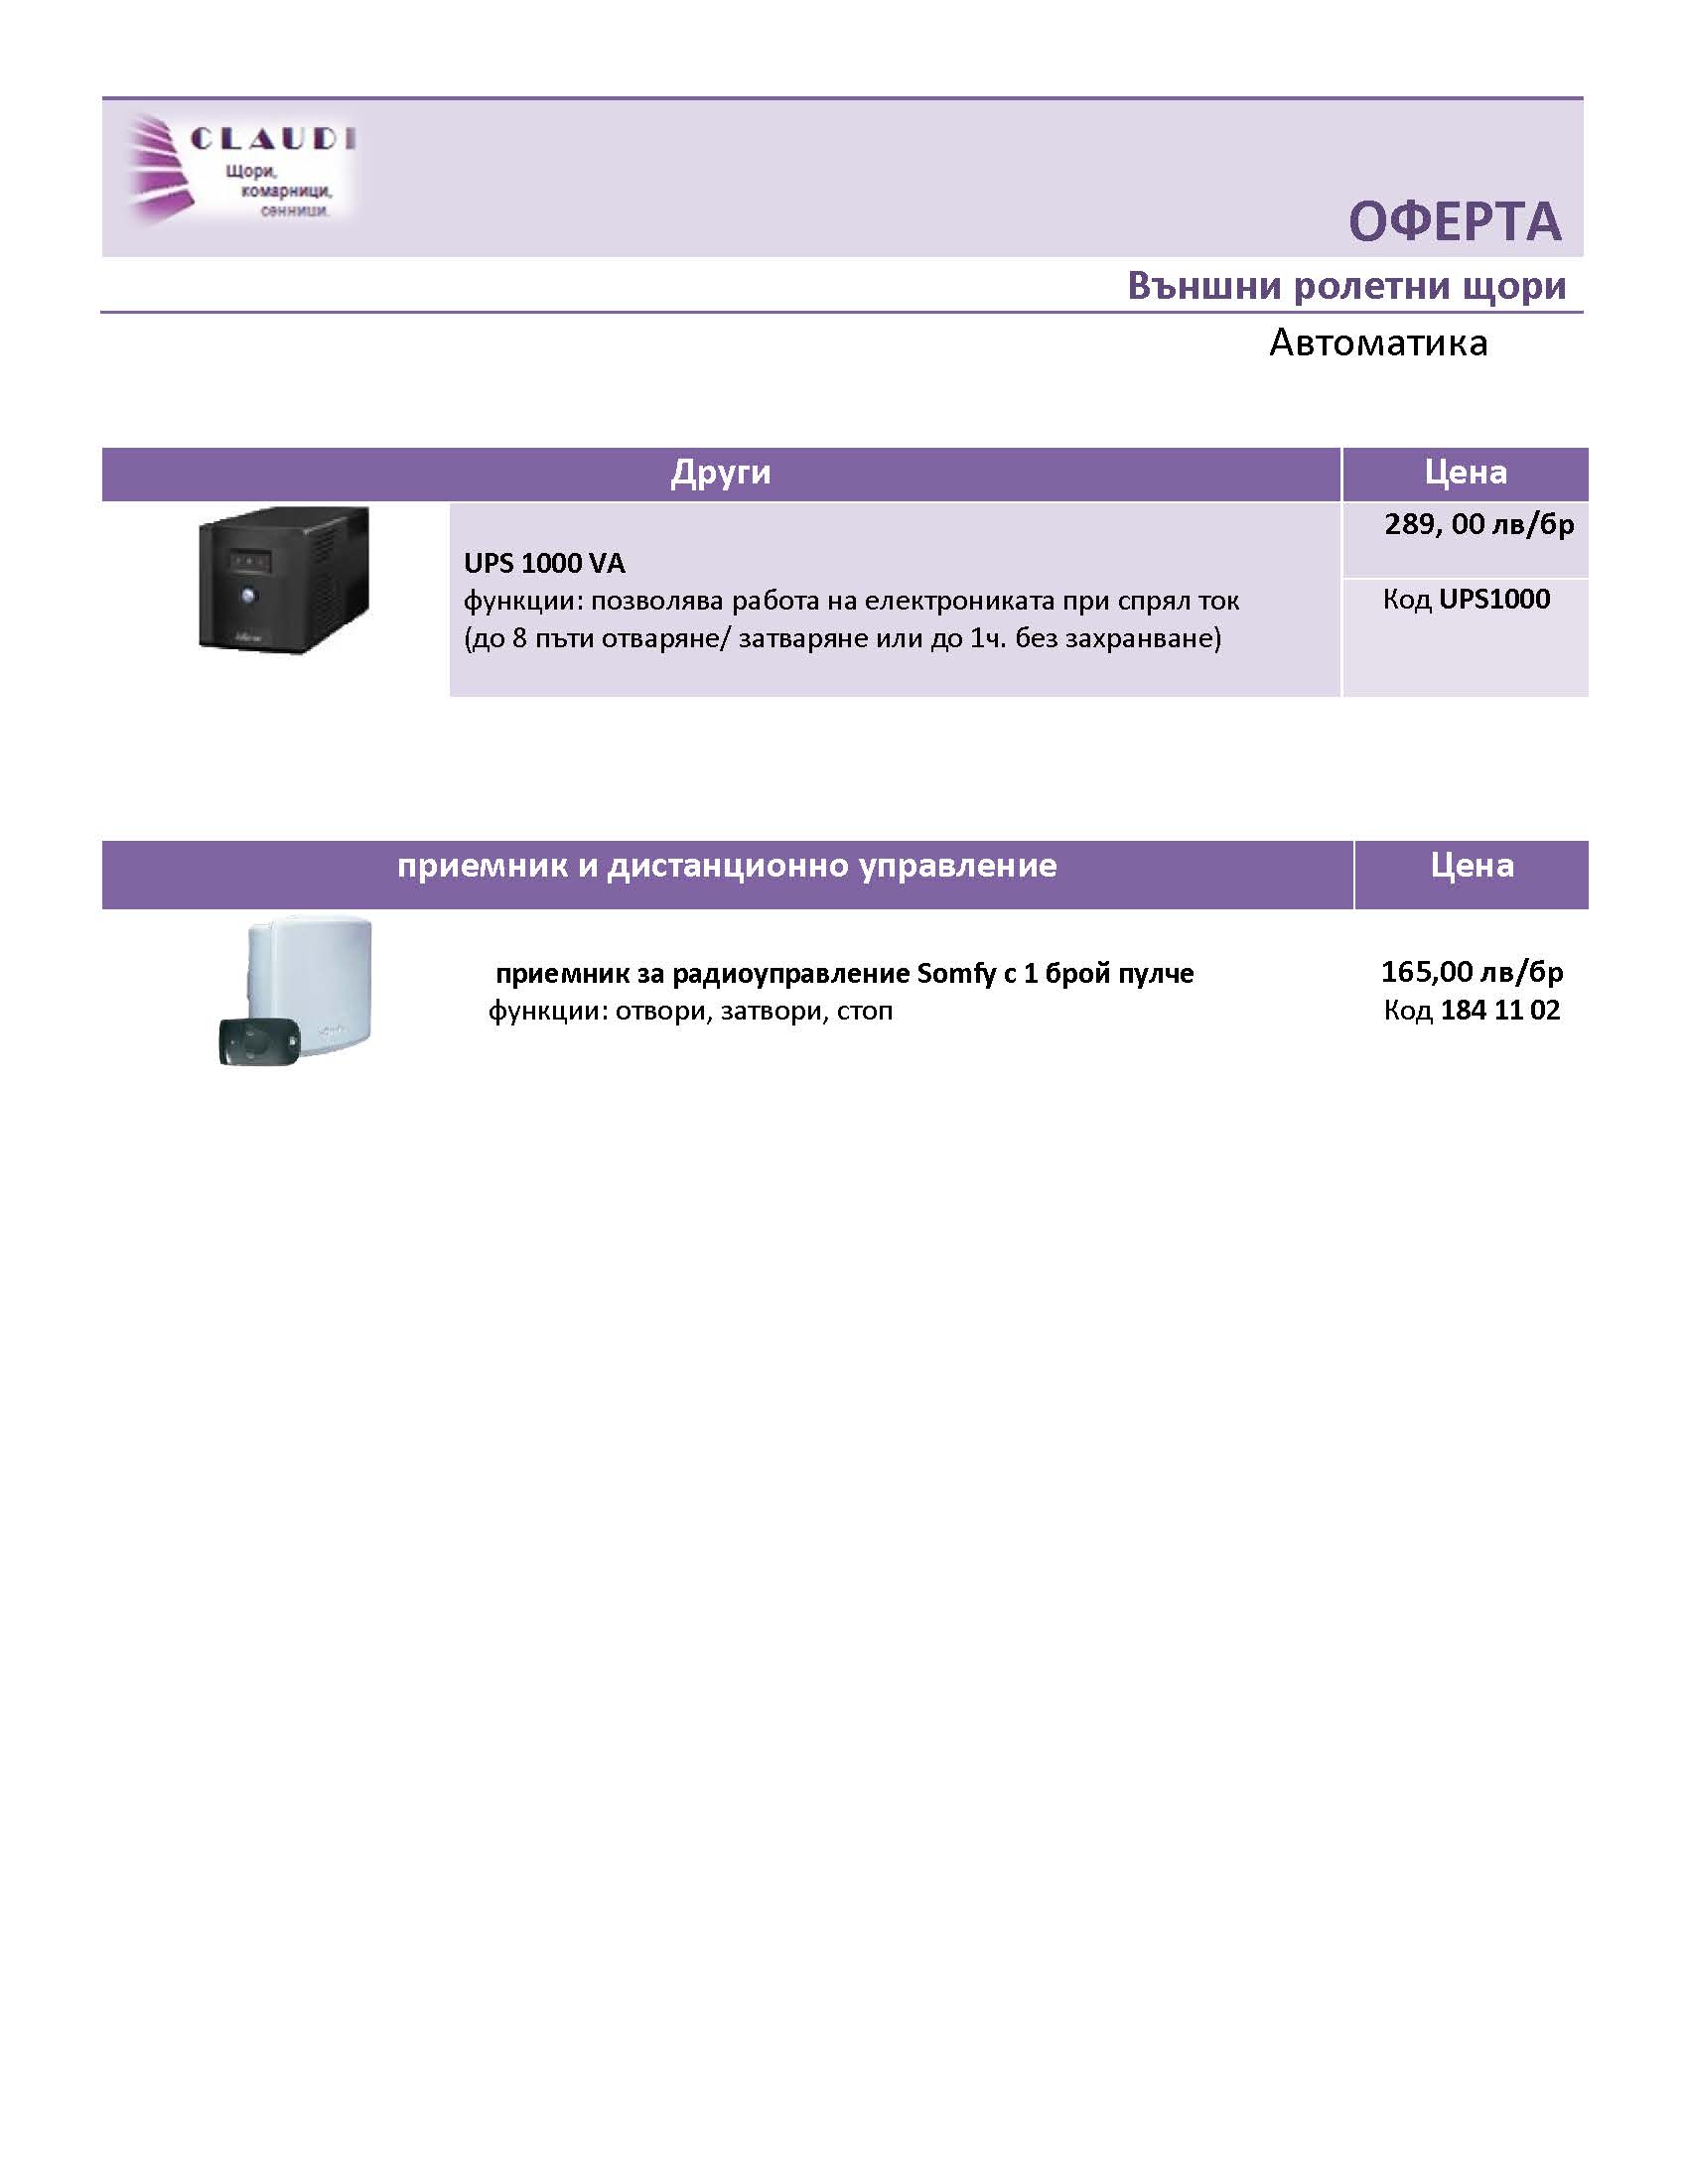 CLAUDI
Щори,
комарници,
сенници.
ОФЕРТА
Външни ролетни щори
Автоматика
Други Цена
289, 00 лв/бр
UPS 1000 VA
функции: позволява работа на електрониката при спрял ток
Код UPS1000
(до 8 пъти отваряне/ затваряне или до 1ч. без захранване)
приемник и дистанционно управление Цена
приемник за радиоуправление Somfy с 1 брой пулче 165,00 лв/бр
функции: отвори, затвори, стоп Код 184 11 02